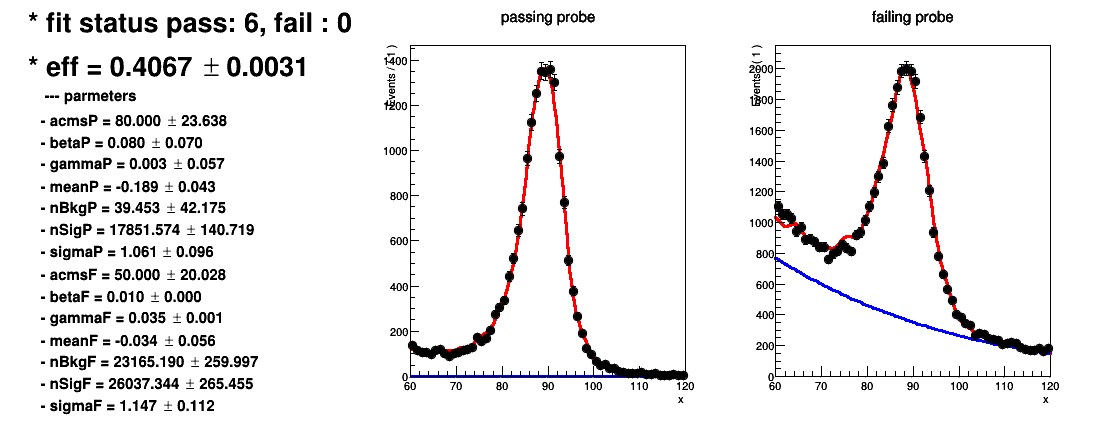 * fit status pass: 6, fail : 0
* eff = 0.4067 ± 0.0031
--- parmeters
- acmsP = 80.000 ± 23.638
- betaP = 0.080 ± 0.070
- gammaP = 0.003 ± 0.057
- meanP = -0.189 ± 0.043
- nBkgP = 39.453 ± 42.175
- nSigP = 17851.574 ± 140.719
- sigmaP = 1.061 ± 0.096
- acmsF = 50.000 ± 20.028
- betaF = 0.010 ± 0.000
- gammaF = 0.035 ± 0.001
- meanF = -0.034 ± 0.056
- nBkgF = 23165.190 ± 259.997
- nSigF = 26037.344 ± 265.455
- sigmaF = 1.147 ± 0.112
passing probe
Events / ( 1 )
1400
1200
1000
800
600
400
200
0
60 70 80 90 100 110 120
x
failing probe
Events / ( 1 )
2000
1800
1600
1400
1200
1000
800
600
400
200
0
60 70 80 90 100 110 120
x